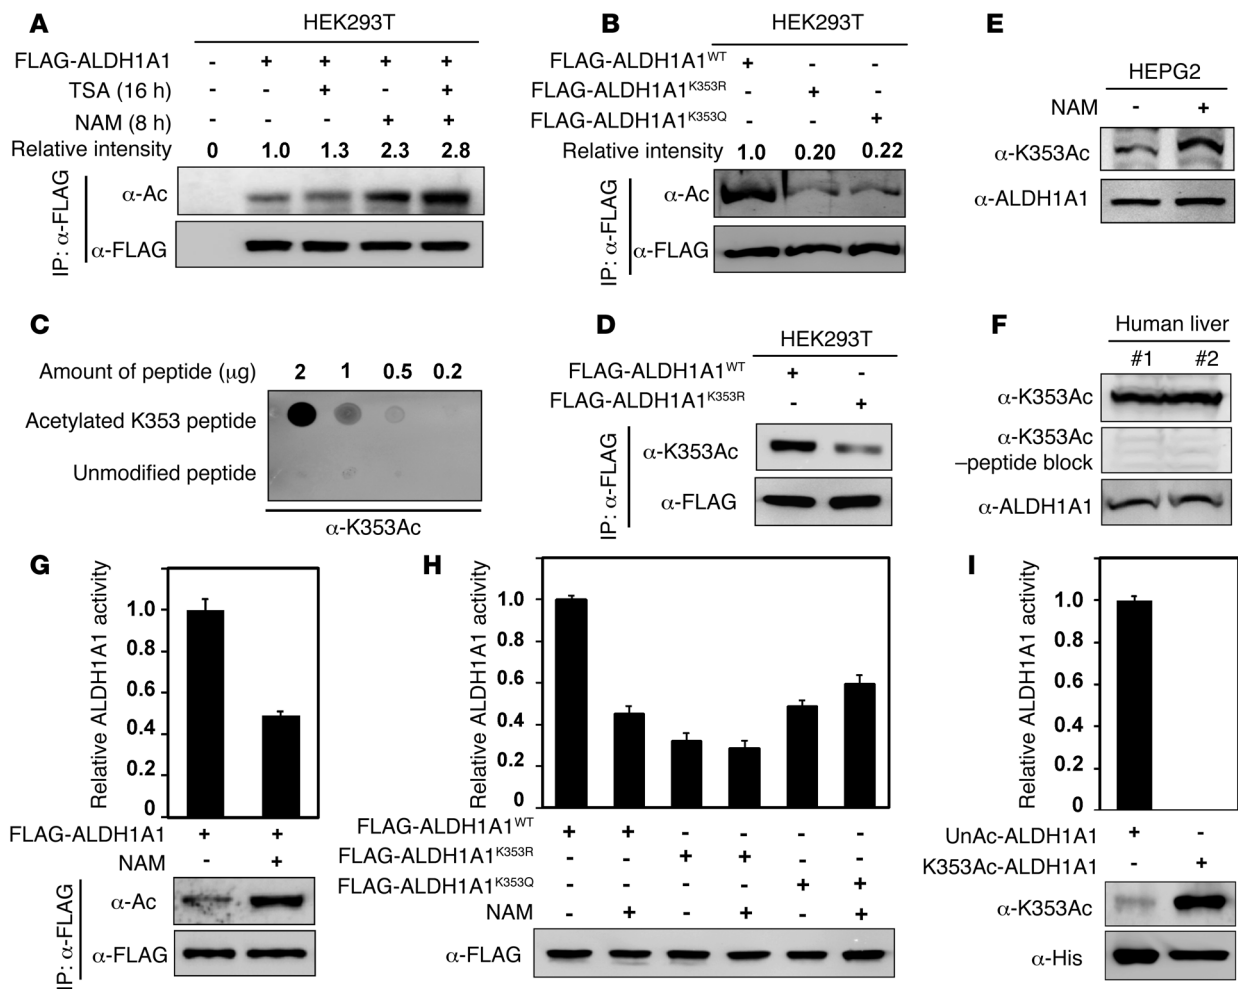 A
HEK293T
FLAG-ALDH1A1 - + + + +
TSA (16 h) - - + - +
NAM (8 h) - - - + +
Relative intensity 0 1.0 1.3 2.3 2.8
IP: α-FLAG
α-Ac
α-FLAG
B
HEK293T
FLAG-ALDH1A1WT + - -
FLAG-ALDH1A1K353R - + -
FLAG-ALDH1A1K353Q - - +
Relative intensity 1.0 0.20 0.22
IP: α-FLAG
α-Ac
α-FLAG
E
HEPG2
NAM - +
α-K353Ac
α-ALDH1A1
C
Amount of peptide (μg) 2 1 0.5 0.2
Acetylated K353 peptide
Unmodified peptide
α-K353Ac
D
HEK293T
FLAG-ALDH1A1WT + -
FLAG-ALDH1A1K353R - +
IP: α-FLAG
α-K353Ac
α-FLAG
F
Human liver
#1 #2
α-K353Ac
α-K353Ac
–peptide block
α-ALDH1A1
G
Relative ALDH1A1 activity
1.0
0.8
0.6
0.4
0.2
0
FLAG-ALDH1A1 + +
NAM - +
IP: α-FLAG
α-Ac
α-FLAG
H
Relative ALDH1A1 activity
1.0
0.8
0.6
0.4
0.2
0
FLAG-ALDH1A1WT + + - - - -
FLAG-ALDH1A1K353R - - + + - -
FLAG-ALDH1A1K353Q - - - - + +
NAM - + - + - +
α-FLAG
I
Relative ALDH1A1 activity
1.0
0.8
0.6
0.4
0.2
0
UnAc-ALDH1A1 + -
K353Ac-ALDH1A1 - +
α-K353Ac
α-His